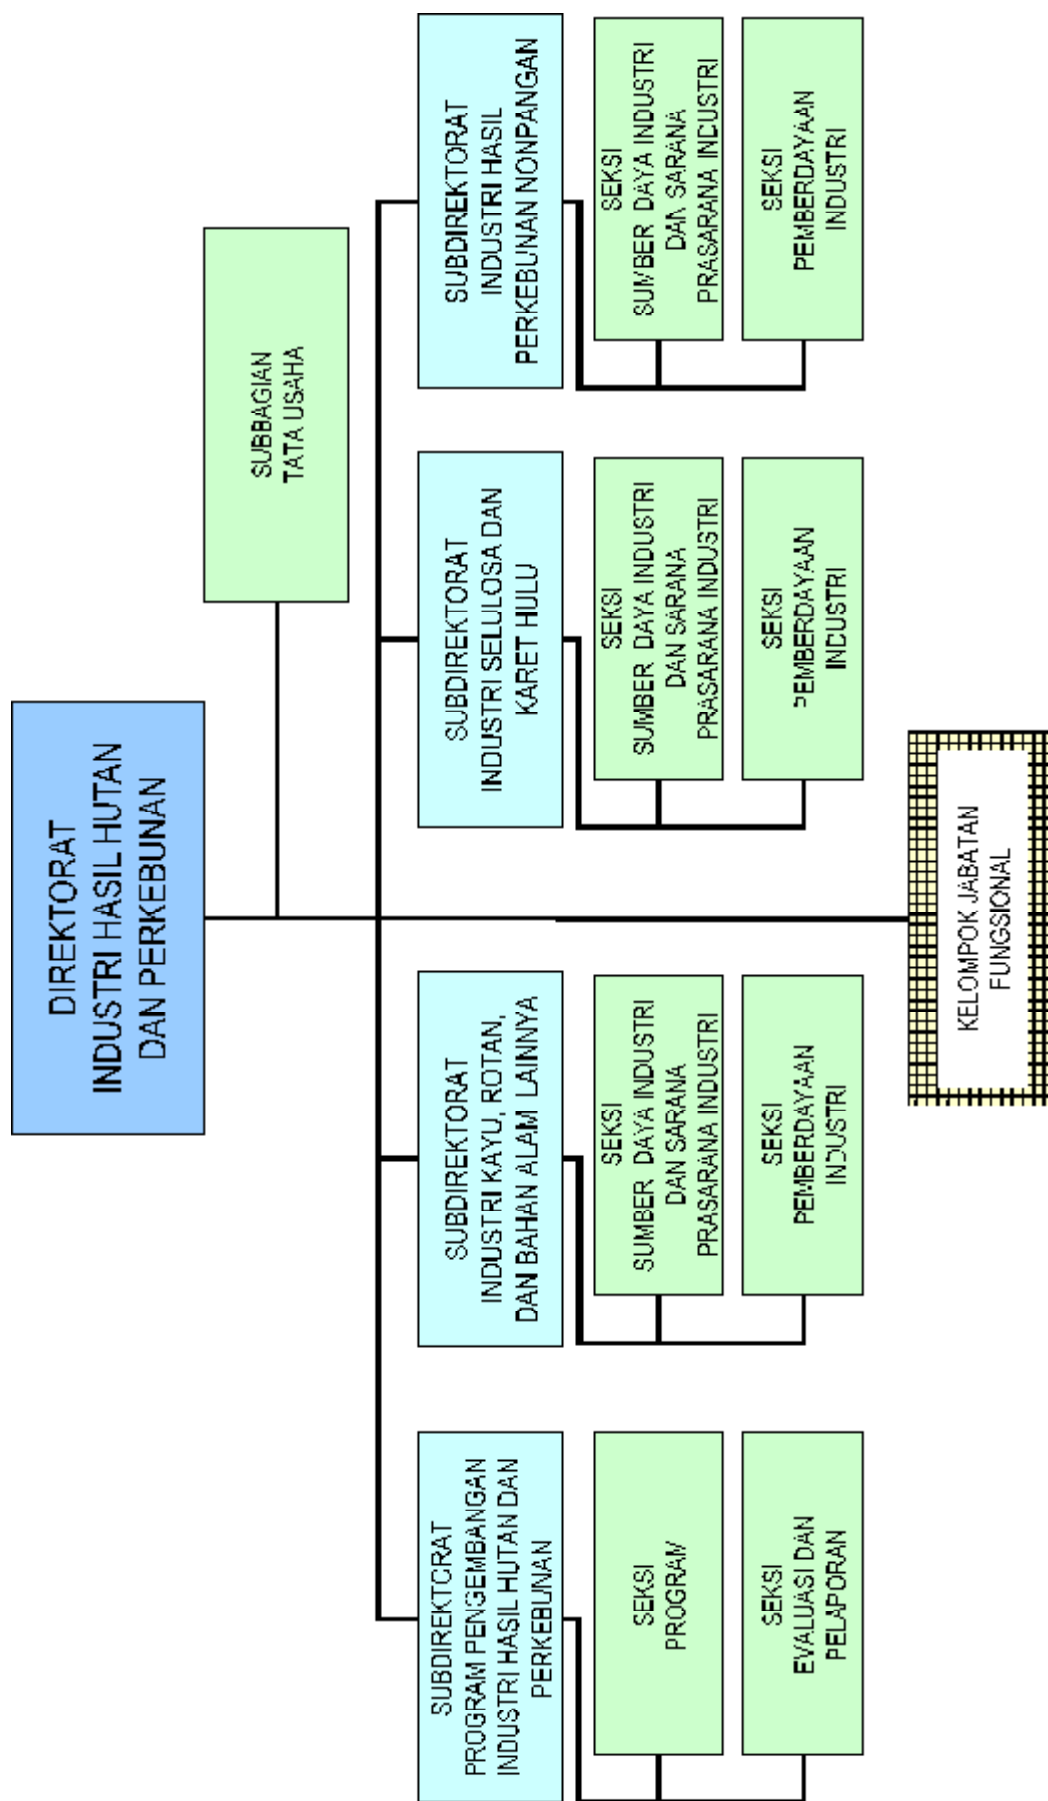 DIREKTORAT
INDUSTRI HASIL HUTAN
DAN PERKEBUNAN
SUBBAGIAN
TATA USAHA
SUBDIREKTORAT
PROGRAM PENGEMBANGAN
INDUSTRI HASIL HUTAN DAN
PERKEBUNAN
SUBDIREKTORAT
INDUSTRI KAYU, ROTAN,
DAN BAHAN ALAM LAINNYA
SUBDIREKTORAT
INDUSTRI SELULOSA DAN
KARET HULU
SUBDIREKTORAT
INDUSTRI HASIL
PERKEBUNAN NONPANGAN
SEKSI
PROGRAM
SEKSI
SUMBER DAYA INDUSTRI
DAN SARANA
PRASARANA INDUSTRI
SEKSI
SUMBER DAYA INDUSTRI
DAN SARANA
PRASARANA INDUSTRI
SEKSI
SUMBER DAYA INDUSTRI
DAN SARANA
PRASARANA INDUSTRI
SEKSI
EVALUASI DAN
PELAPORAN
SEKSI
PEMBERDAYAAN
INDUSTRI
SEKSI
PEMBERDAYAAN
INDUSTRI
SEKSI
PEMBERDAYAAN
INDUSTRI
KELOMPOK JABATAN
FUNGSIONAL